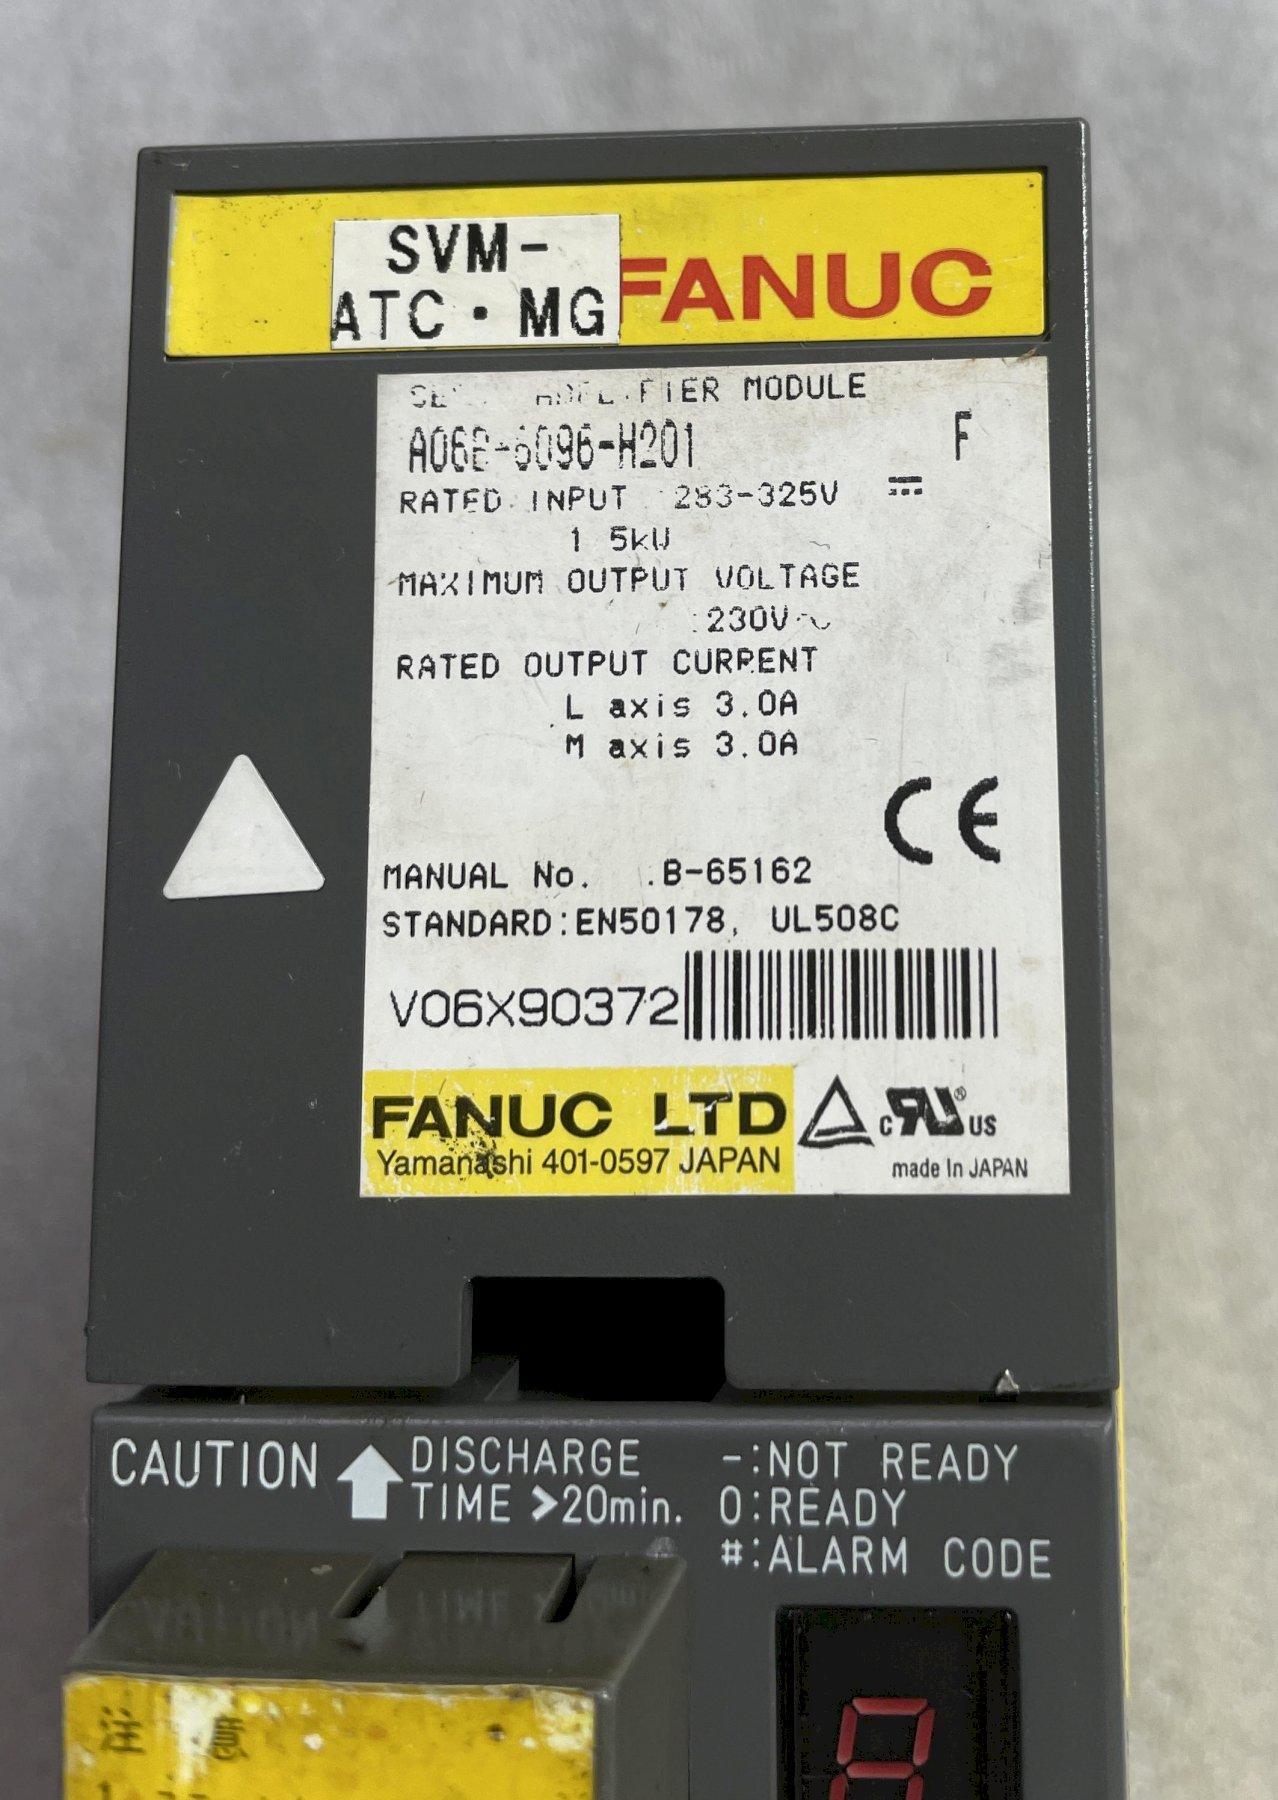 SVM-
ATC・MG
FANUC
AMPLIFIER MODULE
A06B-6096-H201 F
RATED INPUT 283-325V ⎓
1.5kW
MAXIMUM OUTPUT VOLTAGE
230V~
RATED OUTPUT CURRENT
L axis 3.0A
M axis 3.0A
CE
MANUAL No. B-65162
STANDARD:EN50178, UL508C
V06X90372
FANUC LTD
Yamanashi 401-0597 JAPAN
c RU® US
made In JAPAN
CAUTION DISCHARGE
TIME >20min.
-:NOT READY
0:READY
#:ALARM CODE
注 意